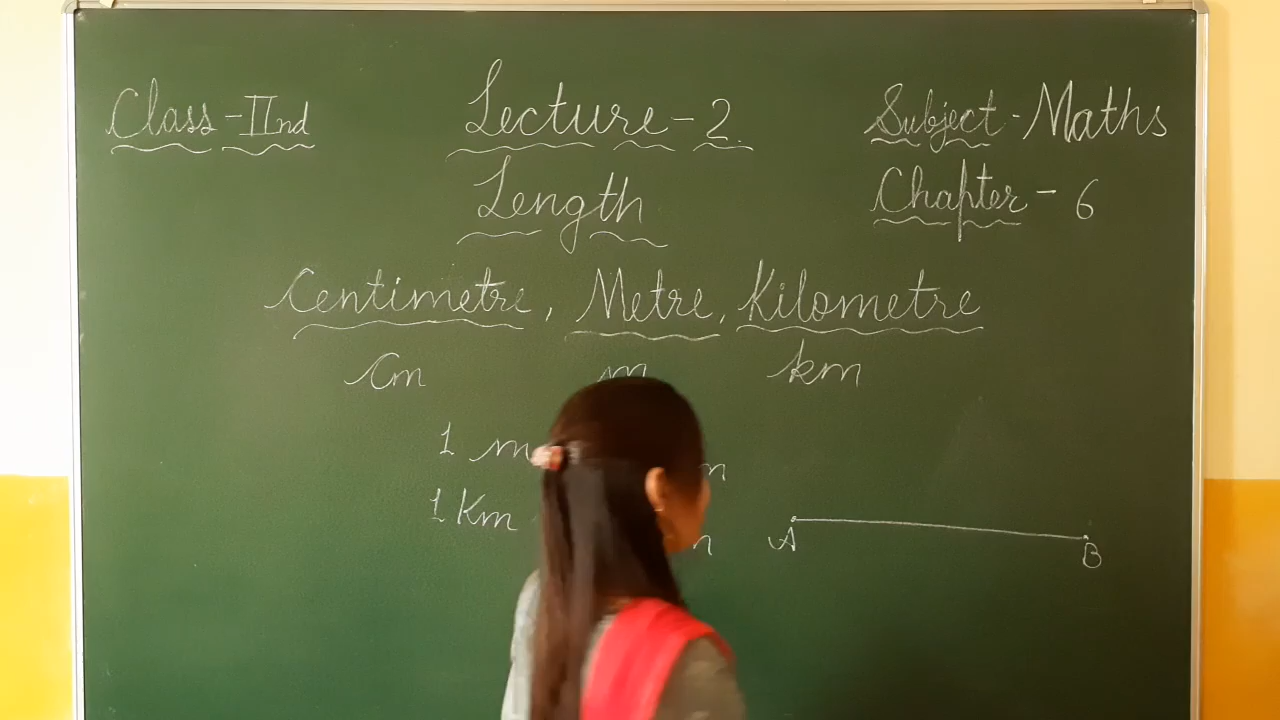 Class-IInd Lecture-2. Subject-Maths
Length Chapter-6
Centimetre, Metre, Kilometre
Cm m km
1 m
1 Km
A B